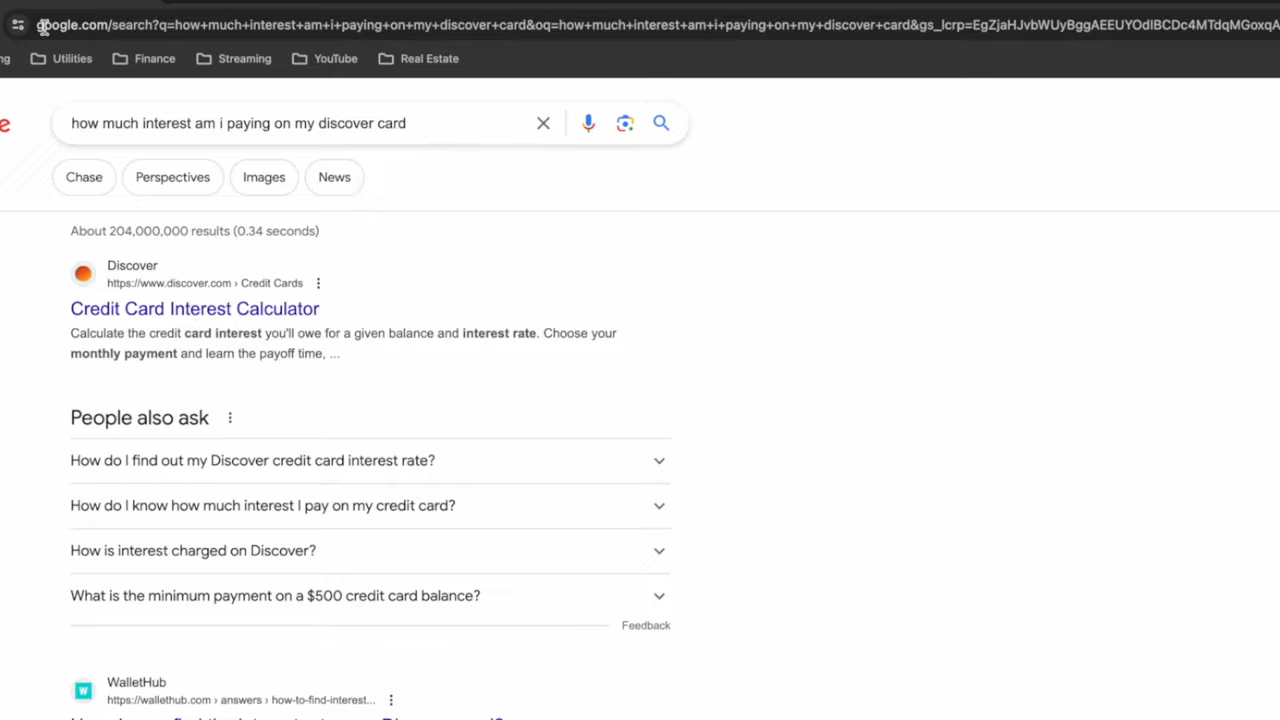 google.com/search?q=how+much+interest+am+i+paying+on+my+discover+card&oq=how+much+interest+am+i+paying+on+my+discover+card&gs_lcrp=EgZjaHJvbWUyBggAEEUYOdIBCDc4MTdqMGoxqA
ng Utilities Finance Streaming YouTube Real Estate
e
how much interest am i paying on my discover card
Chase Perspectives Images News
About 204,000,000 results (0.34 seconds)
Discover
https://www.discover.com › Credit Cards
Credit Card Interest Calculator
Calculate the credit card interest you'll owe for a given balance and interest rate. Choose your
monthly payment and learn the payoff time, ...
People also ask
How do I find out my Discover credit card interest rate?
How do I know how much interest I pay on my credit card?
How is interest charged on Discover?
What is the minimum payment on a $500 credit card balance?
Feedback
W
WalletHub
https://wallethub.com › answers › how-to-find-interest...